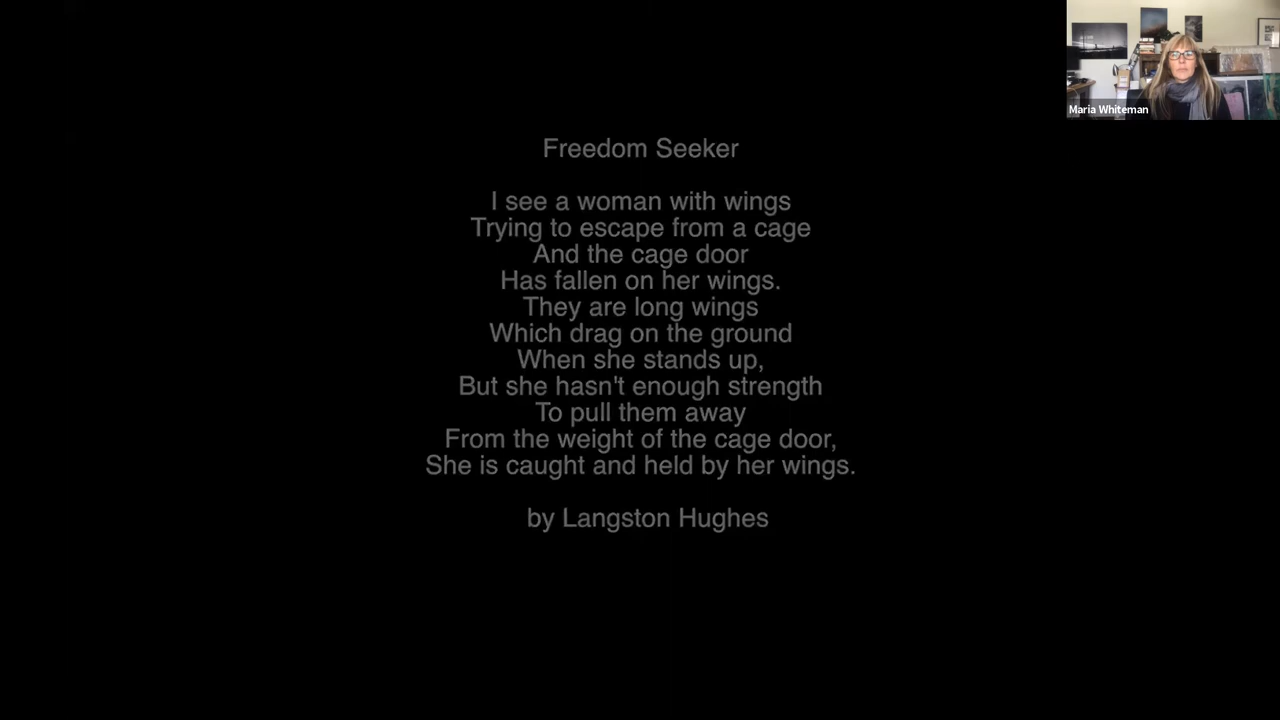 Maria Whiteman
Freedom Seeker
I see a woman with wings
Trying to escape from a cage
And the cage door
Has fallen on her wings.
They are long wings
Which drag on the ground
When she stands up,
But she hasn't enough strength
To pull them away
From the weight of the cage door,
She is caught and held by her wings.
by Langston Hughes